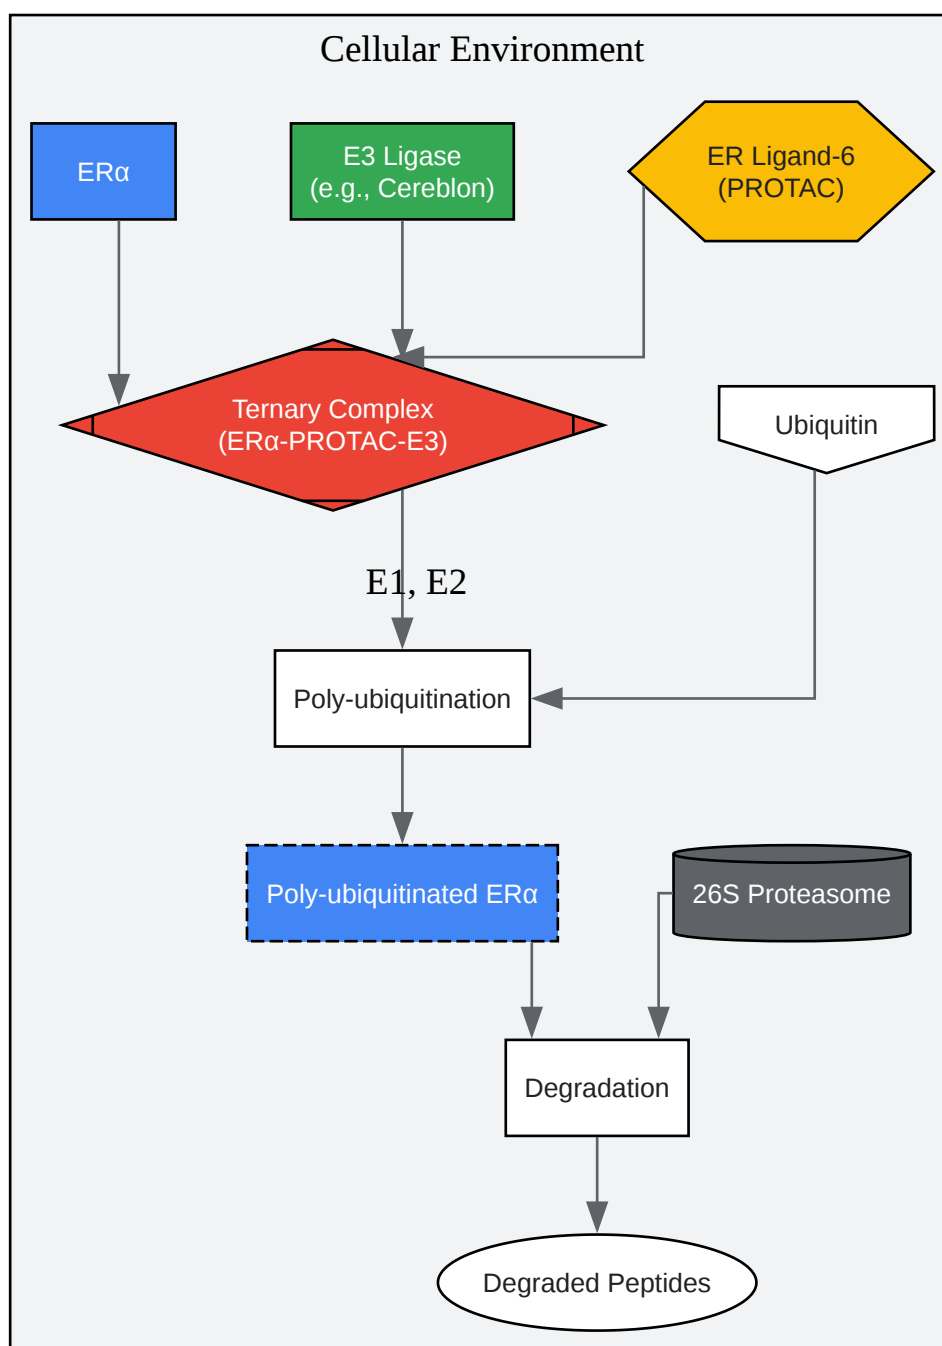 Cellular Environment
ERα
E3 Ligase
(e.g., Cereblon)
ER Ligand-6
(PROTAC)
Ternary Complex
(ERα-PROTAC-E3)
Ubiquitin
E1, E2
Poly-ubiquitination
Poly-ubiquitinated ERα
26S Proteasome
Degradation
Degraded Peptides